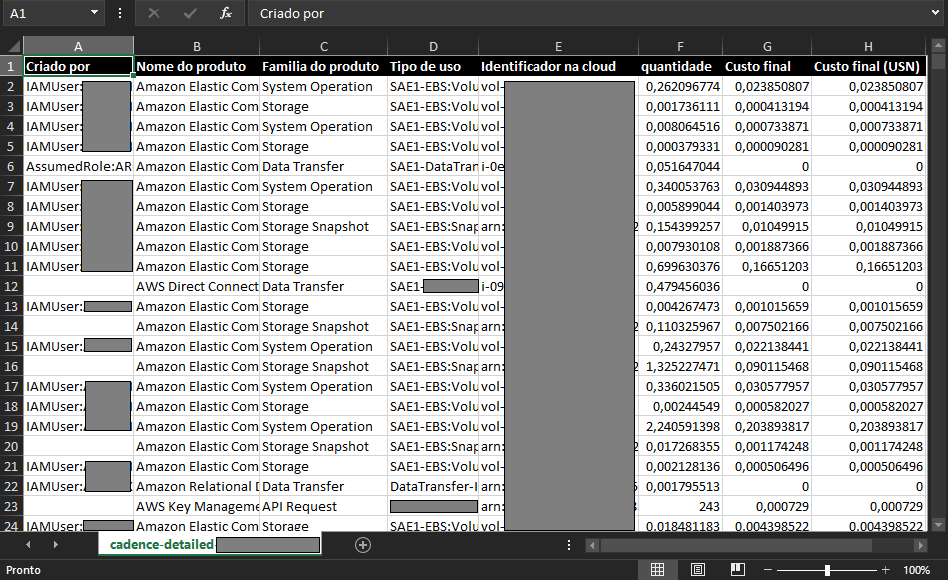 A1 fx Criado por
A B C D E F G H
1 Criado por Nome do produto Familia do produto Tipo de uso Identificador na cloud quantidade Custo final Custo final (USN)
2 IAMUser: Amazon Elastic Com System Operation SAE1-EBS:Volu vol- 0,262096774 0,023850807 0,023850807
3 IAMUser: Amazon Elastic Com Storage SAE1-EBS:Volu vol- 0,001736111 0,000413194 0,000413194
4 IAMUser: Amazon Elastic Com System Operation SAE1-EBS:Volu vol- 0,008064516 0,000733871 0,000733871
5 IAMUser: Amazon Elastic Com Storage SAE1-EBS:Volu vol- 0,000379331 0,000090281 0,000090281
6 AssumedRole:AR Amazon Elastic Com Data Transfer SAE1-DataTran i-0e 0,051647044 0 0
7 IAMUser: Amazon Elastic Com System Operation SAE1-EBS:Volu vol- 0,340053763 0,030944893 0,030944893
8 IAMUser: Amazon Elastic Com Storage SAE1-EBS:Volu vol- 0,005899044 0,001403973 0,001403973
9 IAMUser: Amazon Elastic Com Storage Snapshot SAE1-EBS:Snap arn: 2 0,154399257 0,01049915 0,01049915
10 IAMUser: Amazon Elastic Com Storage SAE1-EBS:Volu vol- 0,007930108 0,001887366 0,001887366
11 IAMUser: Amazon Elastic Com Storage SAE1-EBS:Volu vol- 0,699630376 0,16651203 0,16651203
12 AWS Direct Connect Data Transfer SAE1- i-09 0,479456036 0 0
13 IAMUser: Amazon Elastic Com Storage SAE1-EBS:Volu vol- 0,004267473 0,001015659 0,001015659
14 Amazon Elastic Com Storage Snapshot SAE1-EBS:Snap arn: 2 0,110325967 0,007502166 0,007502166
15 IAMUser: Amazon Elastic Com System Operation SAE1-EBS:Volu vol- 0,24327957 0,022138441 0,022138441
16 Amazon Elastic Com Storage Snapshot SAE1-EBS:Snap arn: 2 1,325227471 0,090115468 0,090115468
17 IAMUser: Amazon Elastic Com System Operation SAE1-EBS:Volu vol- 0,336021505 0,030577957 0,030577957
18 IAMUser: Amazon Elastic Com Storage SAE1-EBS:Volu vol- 0,00244549 0,000582027 0,000582027
19 IAMUser: Amazon Elastic Com System Operation SAE1-EBS:Volu vol- 2,240591398 0,203893817 0,203893817
20 Amazon Elastic Com Storage Snapshot SAE1-EBS:Snap arn: 0,017268355 0,001174248 0,001174248
21 IAMUser: Amazon Elastic Com Storage SAE1-EBS:Volu vol- 0,002128136 0,000506496 0,000506496
22 IAMUser: Amazon Relational D Data Transfer DataTransfer-I arn: 0,001795513 0 0
23 AWS Key Manageme API Request arn: 243 0,000729 0,000729
24 IAMUser: Amazon Elastic Com Storage SAE1-EBS:Volu vol- 0,018481183 0,004398522 0,004398522
cadence-detailed-
Pronto 100%